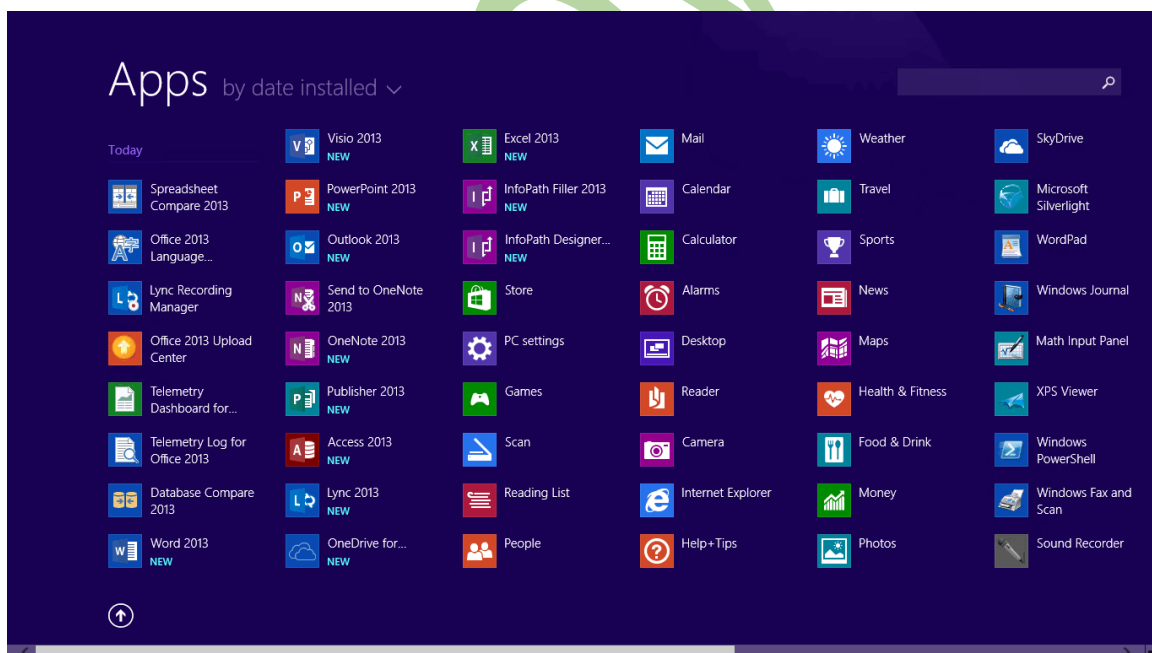 Apps by date installed
Today
Spreadsheet
Compare 2013
Office 2013
Language...
Lync Recording
Manager
Office 2013 Upload
Center
Telemetry
Dashboard for...
Telemetry Log for
Office 2013
Database Compare
2013
Word 2013
NEW
Visio 2013
NEW
PowerPoint 2013
NEW
Outlook 2013
NEW
Send to OneNote
2013
OneNote 2013
NEW
Publisher 2013
NEW
Access 2013
NEW
Lync 2013
NEW
OneDrive for...
NEW
Excel 2013
NEW
InfoPath Filler 2013
NEW
InfoPath Designer...
NEW
Store
PC settings
Games
Scan
Reading List
People
Mail
Calendar
Calculator
Alarms
Desktop
Reader
Camera
Internet Explorer
Help+Tips
Weather
Travel
Sports
News
Maps
Health & Fitness
Food & Drink
Money
Photos
SkyDrive
Microsoft
Silverlight
WordPad
Windows Journal
Math Input Panel
XPS Viewer
Windows
PowerShell
Windows Fax and
Scan
Sound Recorder